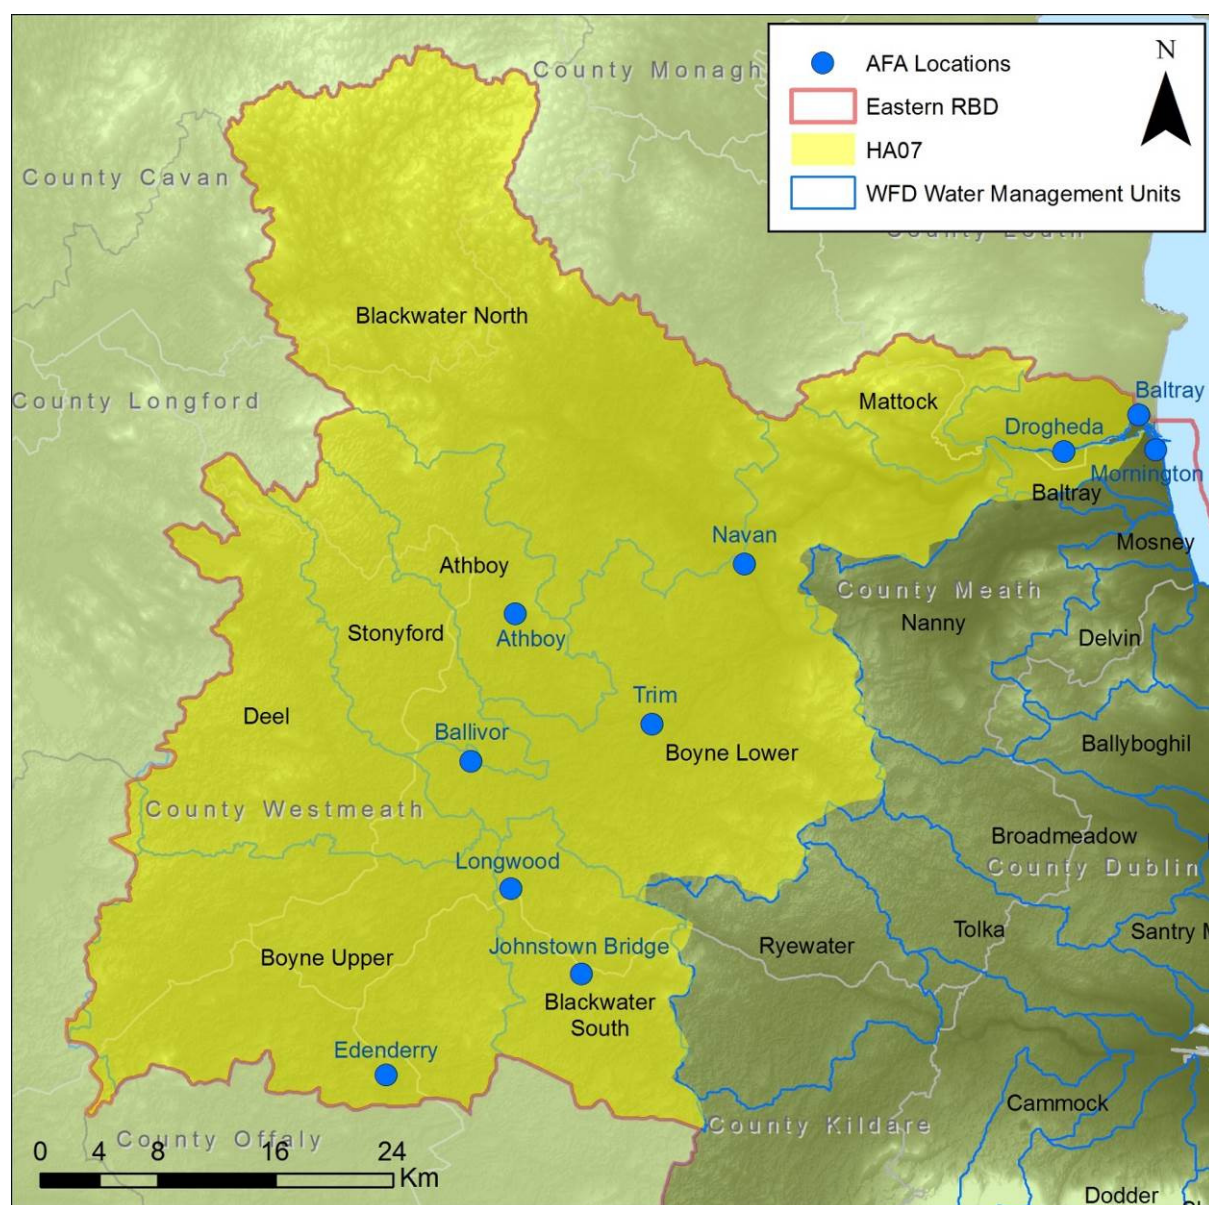 County Monagh
N
AFA Locations
Eastern RBD
HA07
WFD Water Management Units
County Cavan
County Louth
Blackwater North
County Longford
Mattock
Baltray
Drogheda
Mornington
Baltray
Navan
Mosney
Athboy
County Meath
Nanny
Stonyford
Athboy
Delvin
Trim
Deel
Ballivor
Boyne Lower
Ballyboghil
County Westmeath
Broadmeadow
Longwood
County Dublin
Tolka
Santry M
Johnstown Bridge
Ryewater
Boyne Upper
Blackwater
South
Edenderry
Cammock
County Kildare
County Offaly
0 4 8 16 24
Km
Dodder